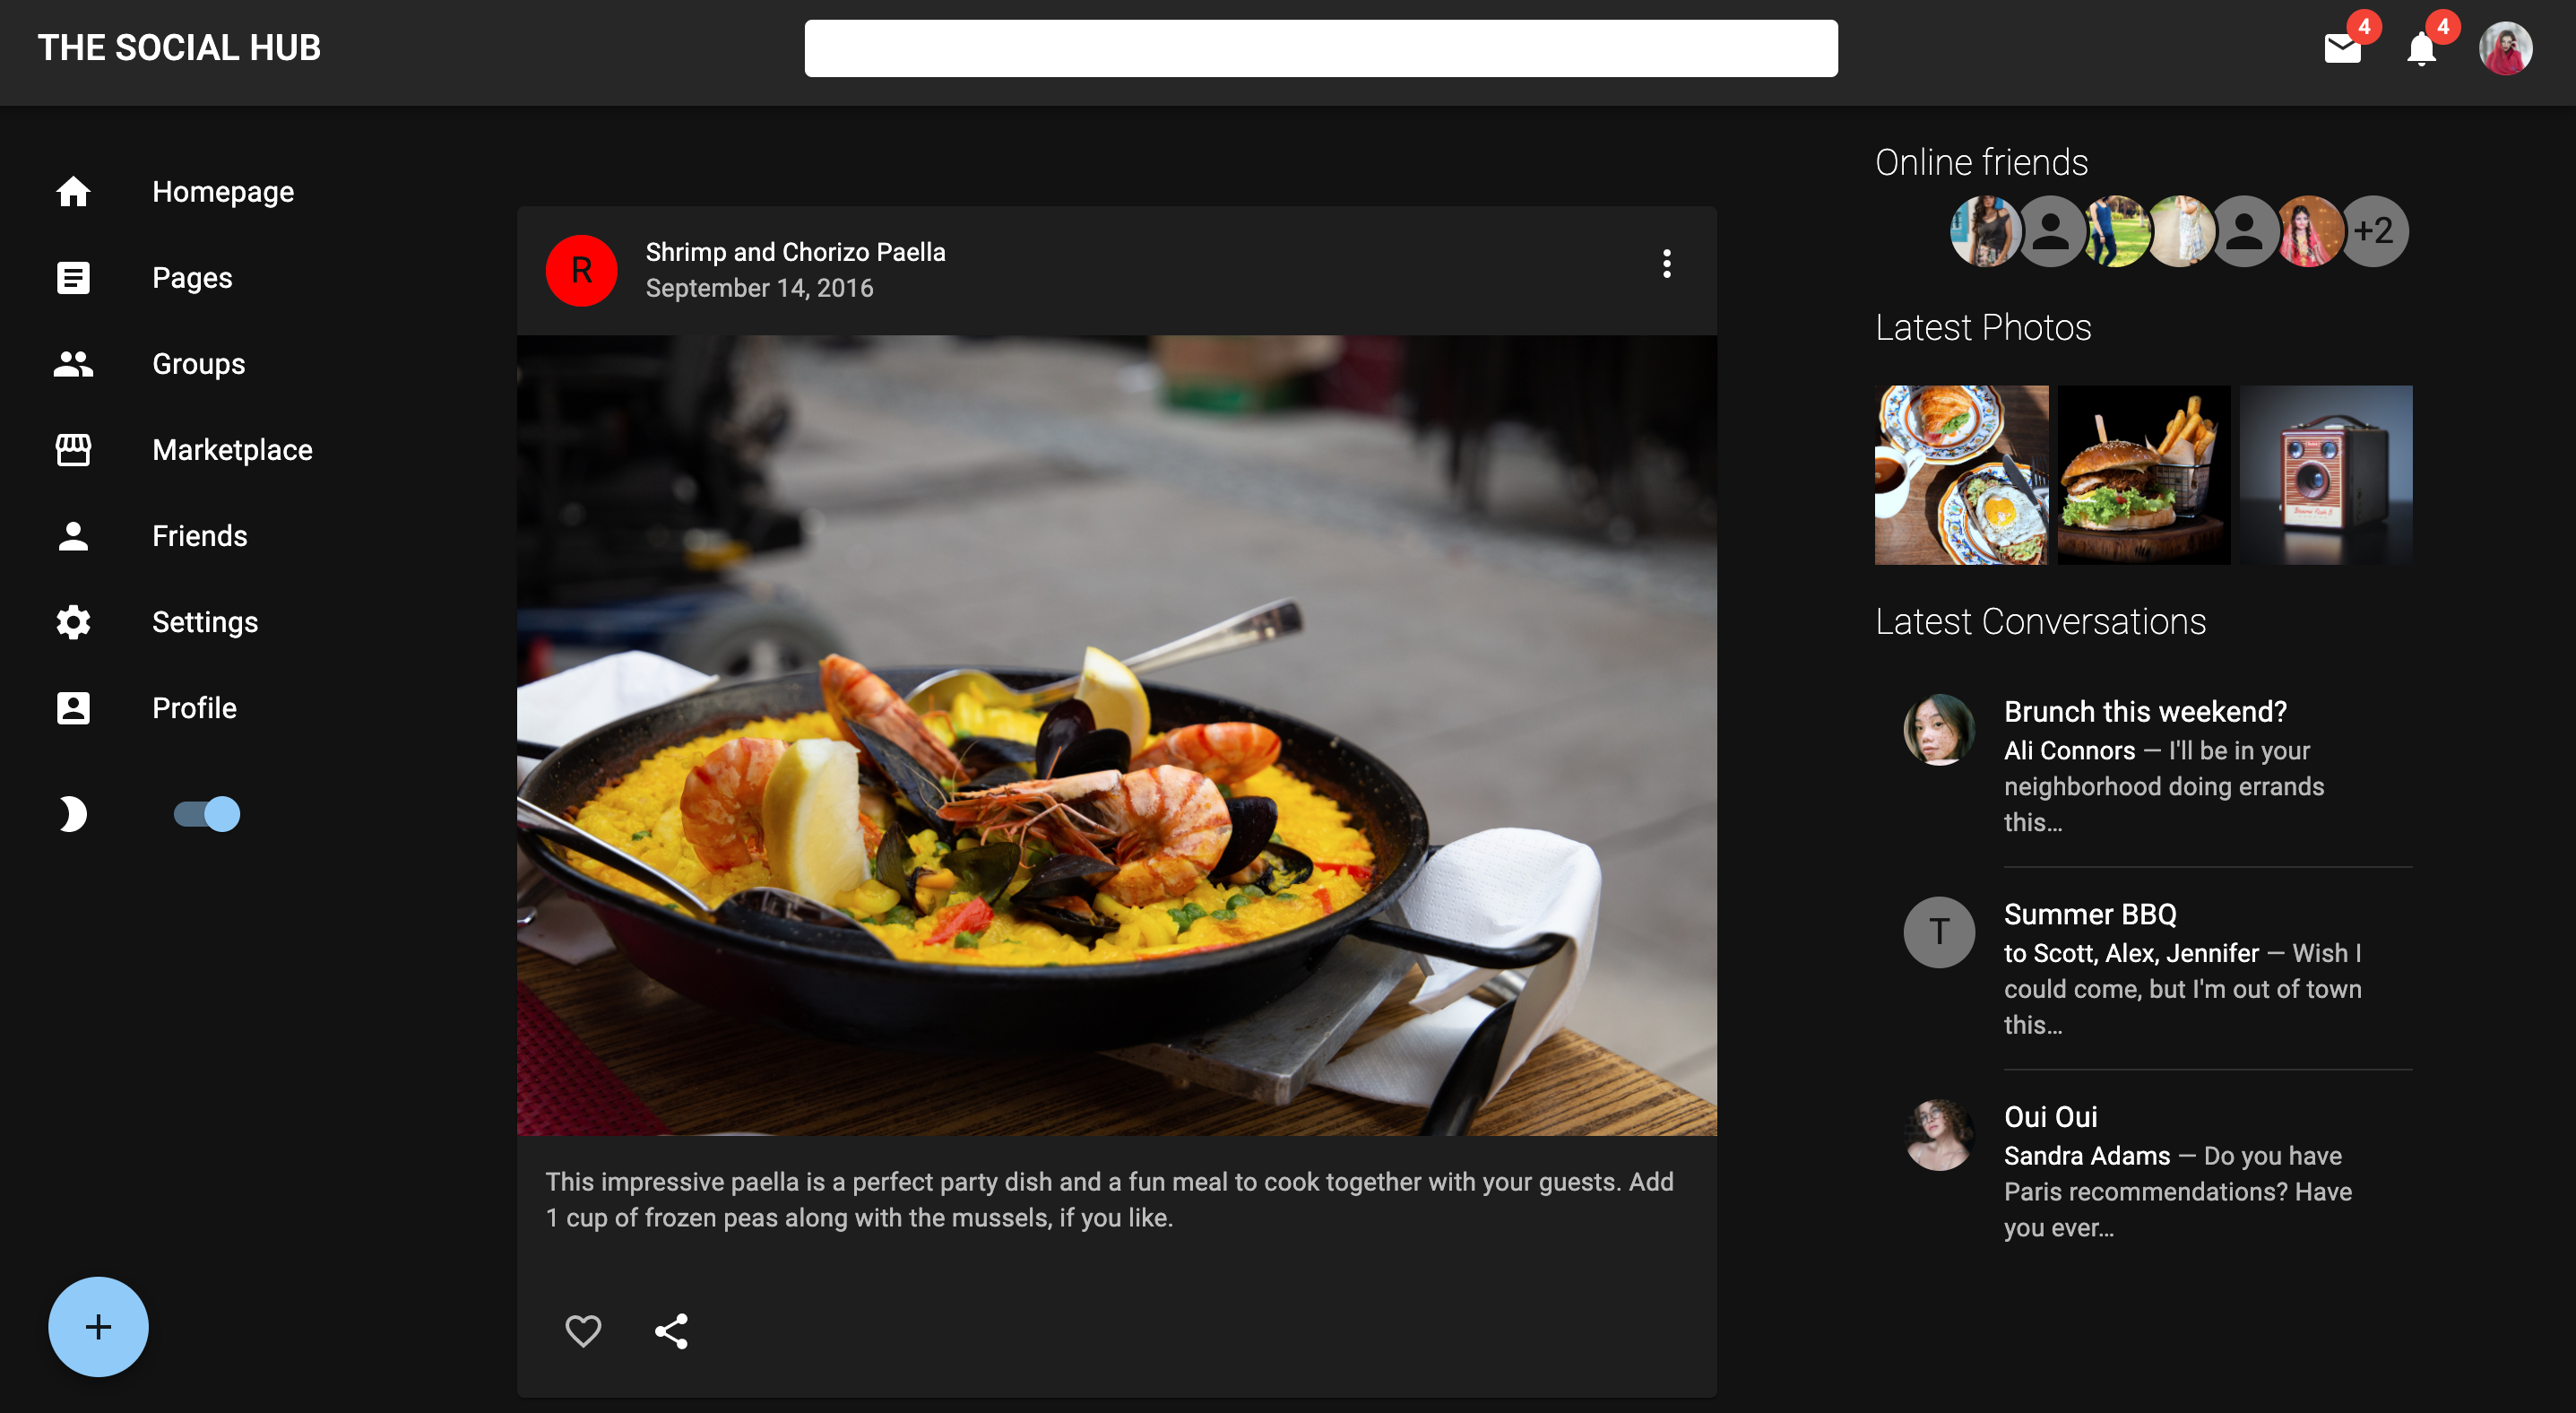 THE SOCIAL HUB
4
4
Homepage
Pages
Groups
Marketplace
Friends
Settings
Profile
+
R
Shrimp and Chorizo Paella
September 14, 2016
This impressive paella is a perfect party dish and a fun meal to cook together with your guests. Add
1 cup of frozen peas along with the mussels, if you like.
Online friends
+2
Latest Photos
Latest Conversations
Brunch this weekend?
Ali Connors — I'll be in your
neighborhood doing errands
this…
T
Summer BBQ
to Scott, Alex, Jennifer — Wish I
could come, but I'm out of town
this…
Oui Oui
Sandra Adams — Do you have
Paris recommendations? Have
you ever…